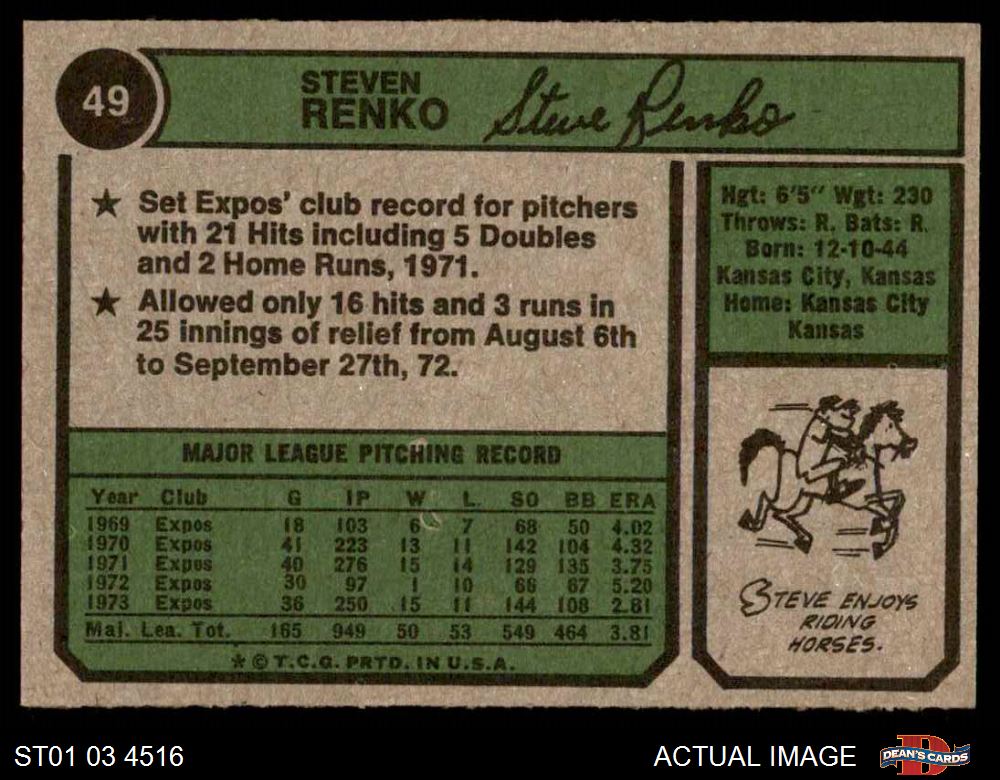 49
STEVEN
RENKO
Steve Renko
★ Set Expos' club record for pitchers
with 21 Hits including 5 Doubles
and 2 Home Runs, 1971.
★ Allowed only 16 hits and 3 runs in
25 innings of relief from August 6th
to September 27th, 72.
Hgt: 6'5" Wgt: 230
Throws: R. Bats: R.
Born: 12-10-44
Kansas City, Kansas
Home: Kansas City
Kansas
MAJOR LEAGUE PITCHING RECORD
Year Club G IP W L. SO BB ERA
1969 Expos 18 103 6 7 68 50 4.02
1970 Expos 41 223 13 11 142 104 4.32
1971 Expos 40 276 15 14 129 135 3.75
1972 Expos 30 97 1 10 66 67 5.20
1973 Expos 36 250 15 11 144 108 2.81
Maj. Lea. Tot. 165 949 50 53 549 464 3.81
* © T.C.G. PRTD. IN U.S.A.
STEVE ENJOYS
RIDING
HORSES.
ST01 03 4516
ACTUAL IMAGE
DEAN'S CARDS